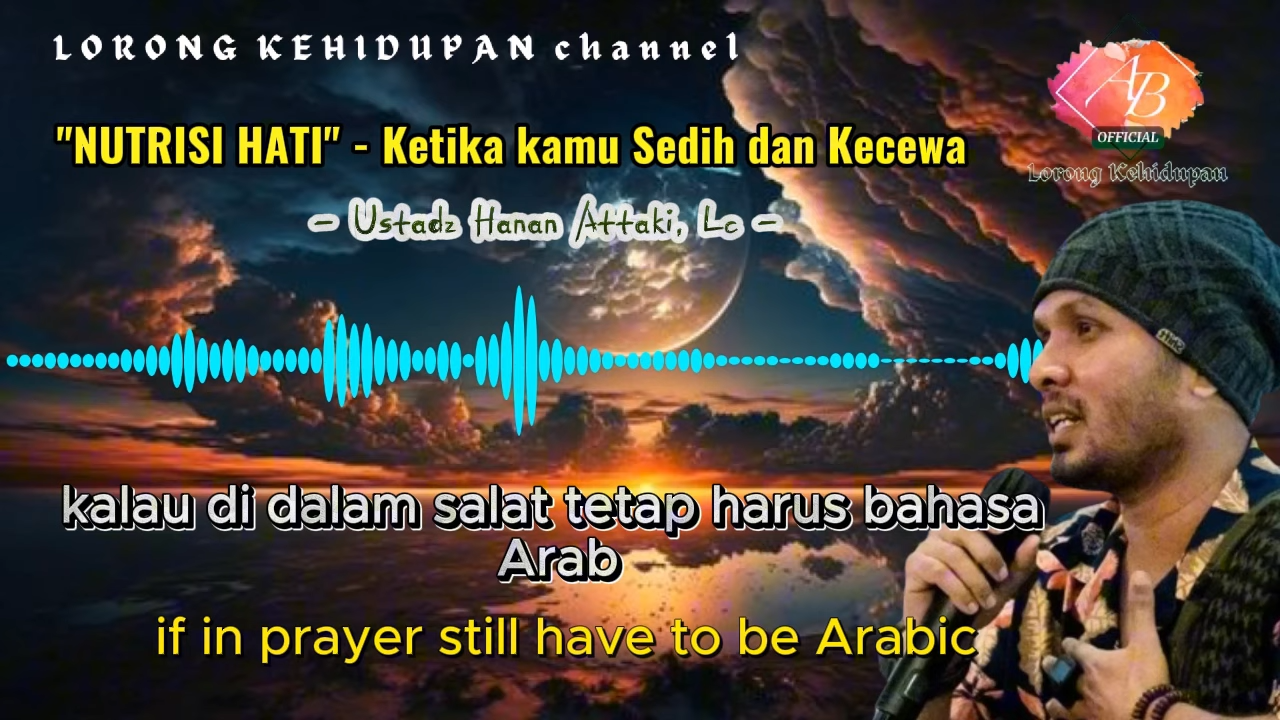 LORONG KEHIDUPAN channel
AB
OFFICIAL
Lorong Kehidupan
"NUTRISI HATI" - Ketika kamu Sedih dan Kecewa
- Ustadz Hanan Attaki, Lc -
kalau di dalam salat tetap harus bahasa
Arab
if in prayer still have to be Arabic